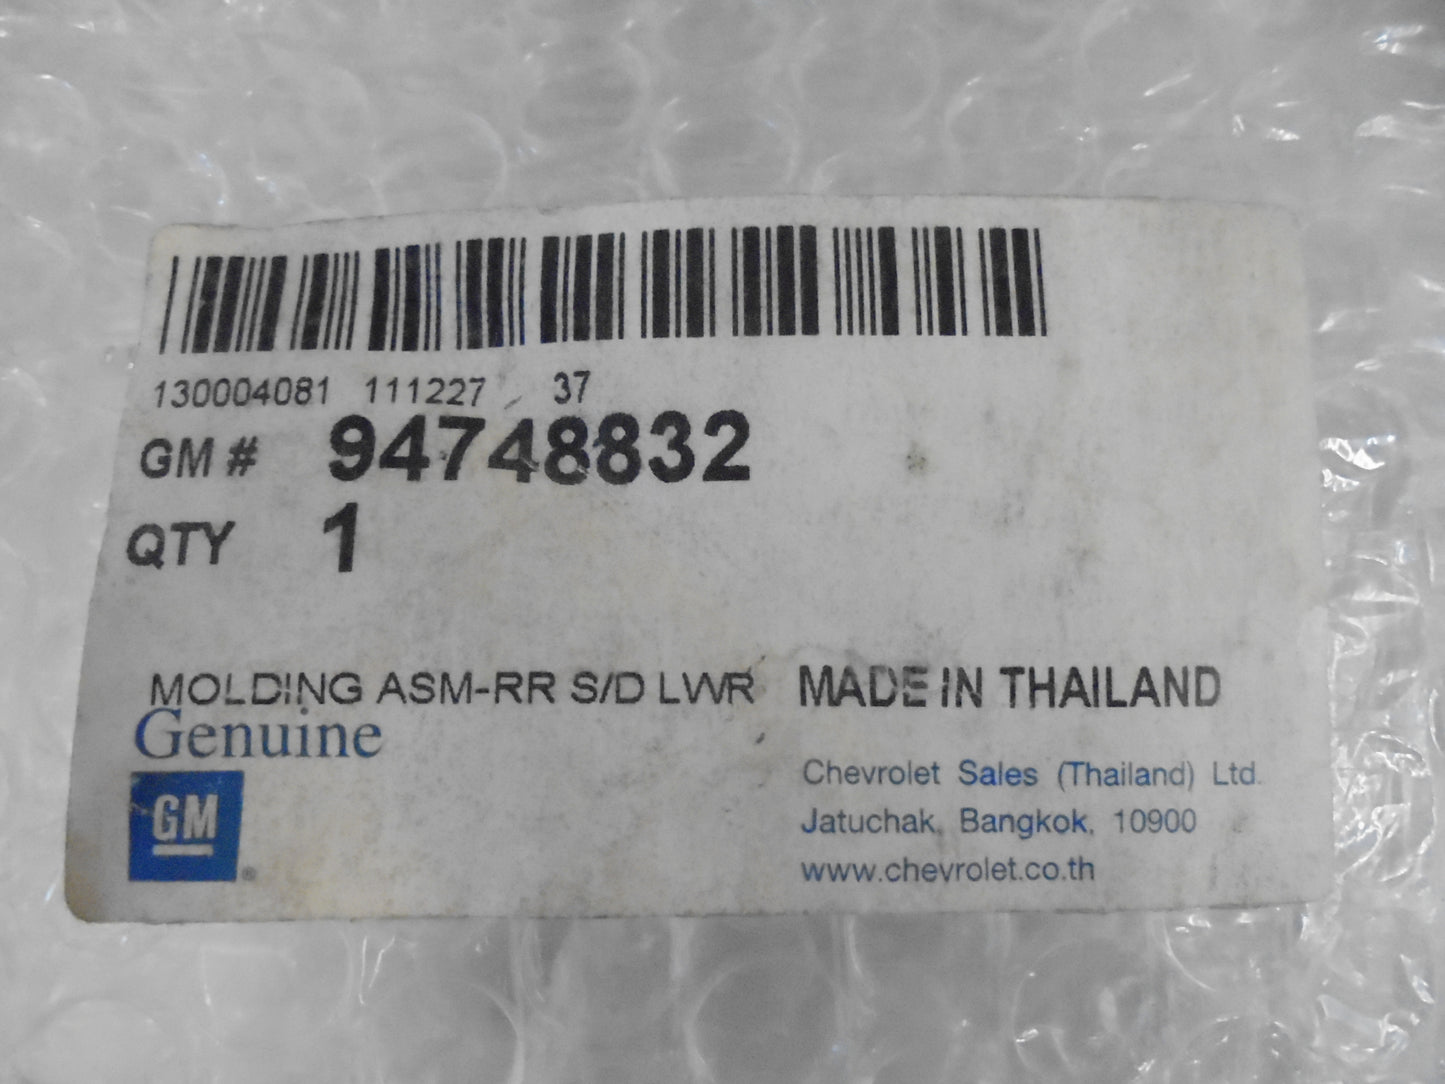 130004081 111227 37
GM # 94748832
QTY 1
MOLDING ASM-RR S/D LWR MADE IN THAILAND
Genuine
GM ®
Chevrolet Sales (Thailand) Ltd.
Jatuchak, Bangkok, 10900
www.chevrolet.co.th